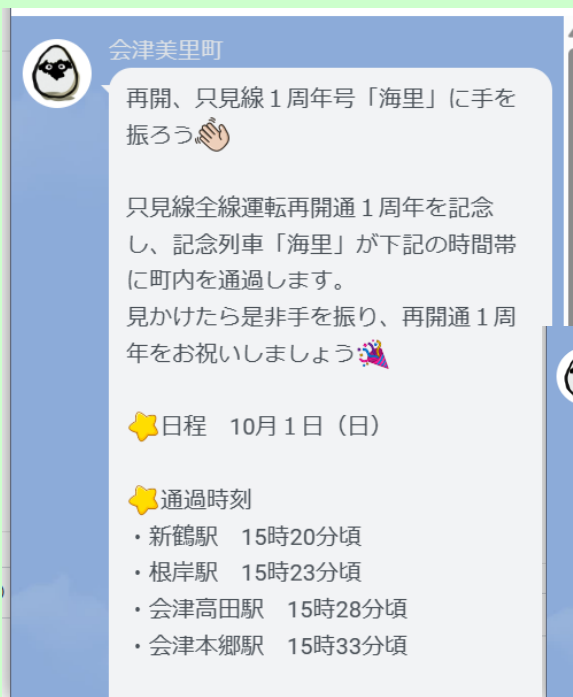 会津美里町
再開、只見線１周年号「海里」に手を
振ろう👋🏻
只見線全線運転再開通１周年を記念
し、記念列車「海里」が下記の時間帯
に町内を通過します。
見かけたら是非手を振り、再開通１周
年をお祝いしましょう🎉
⭐日程　10月１日（日）
⭐通過時刻
・新鶴駅　15時20分頃
・根岸駅　15時23分頃
・会津高田駅　15時28分頃
・会津本郷駅　15時33分頃